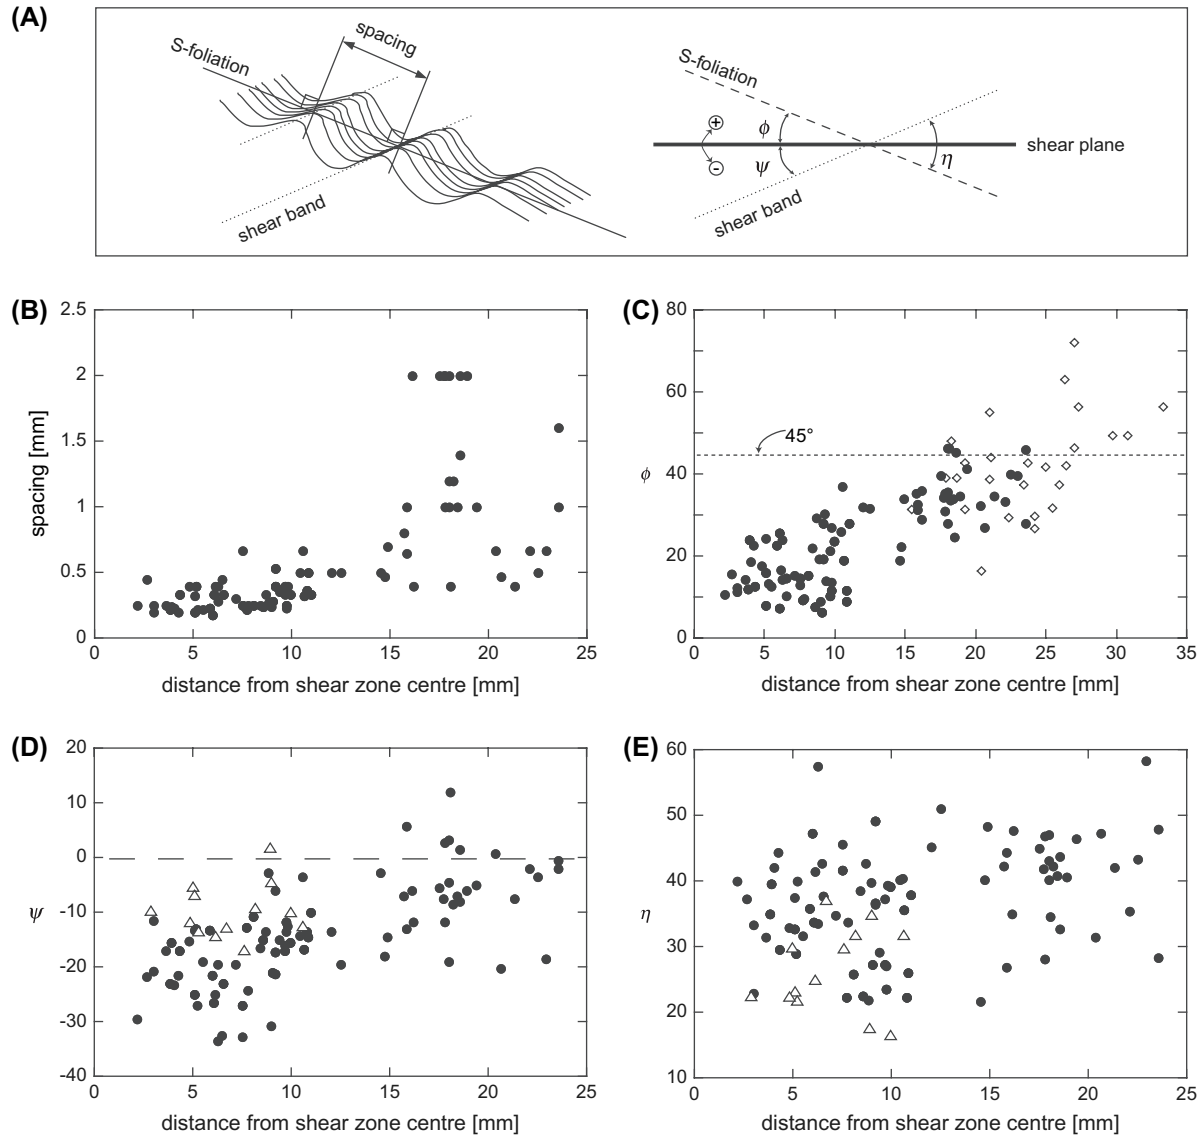 (A)
S-foliation
spacing
shear band
S-foliation
+
ϕ
-
ψ
η
shear plane
shear band
(B)
2.5
2
1.5
1
0.5
0
spacing [mm]
0 5 10 15 20 25
distance from shear zone centre [mm]
(C)
80
60
45°
40
20
0
ϕ
0 5 10 15 20 25 30 35
distance from shear zone centre [mm]
(D)
20
10
0
-10
-20
-30
-40
ψ
0 5 10 15 20 25
distance from shear zone centre [mm]
(E)
60
50
40
30
20
10
η
0 5 10 15 20 25
distance from shear zone centre [mm]